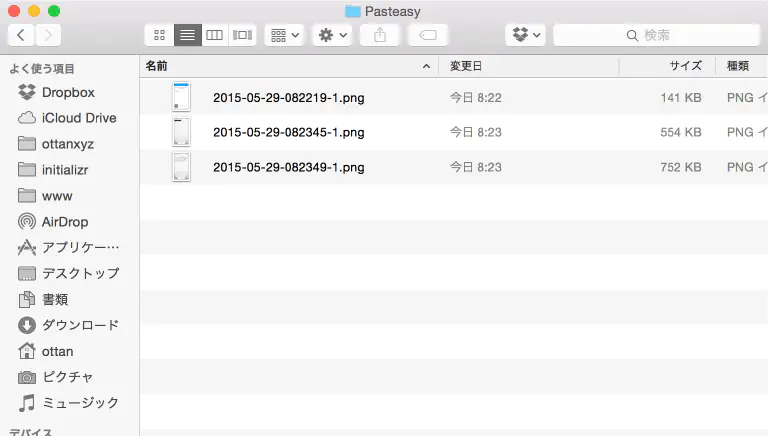 Pasteasy
検索
よく使う項目
Dropbox
iCloud Drive
ottanxyz
initializr
www
AirDrop
アプリケー…
デスクトップ
書類
ダウンロード
ottan
ピクチャ
ミュージック
デバイス
名前 変更日 サイズ 種類
2015-05-29-082219-1.png 今日 8:22 141 KB PNG イ
2015-05-29-082345-1.png 今日 8:23 554 KB PNG イ
2015-05-29-082349-1.png 今日 8:23 752 KB PNG イ